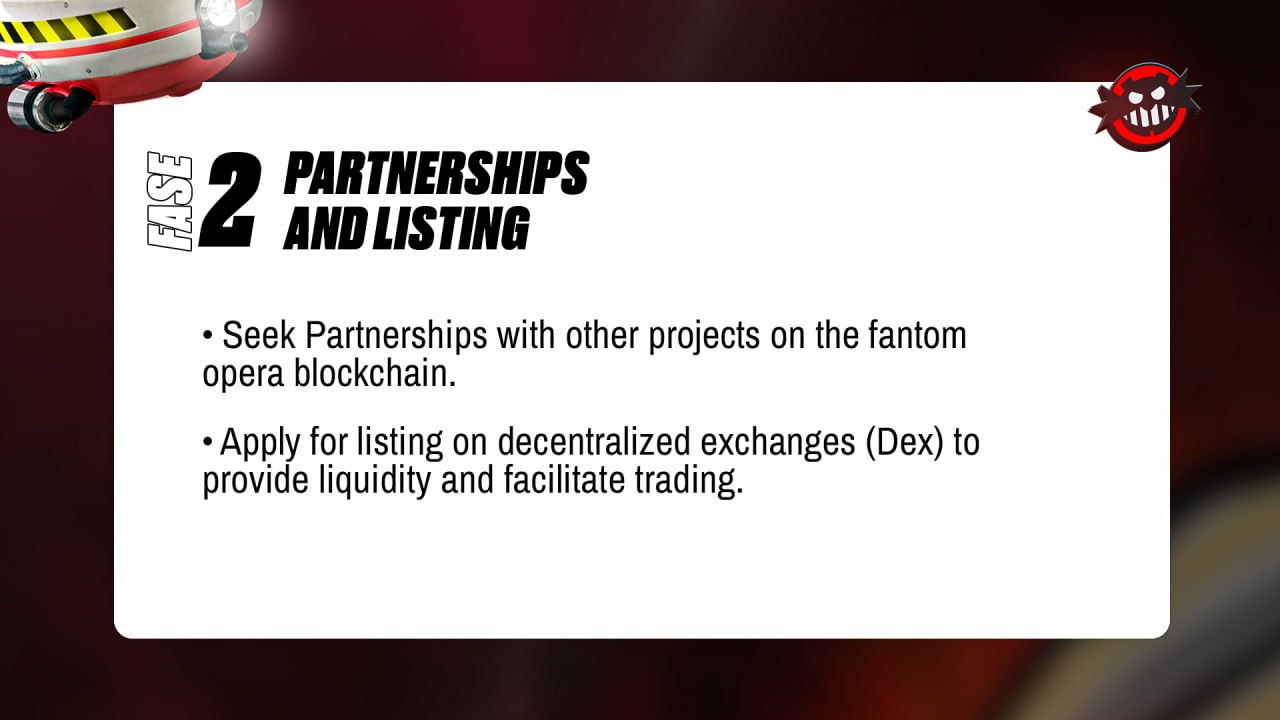 FASE 2 PARTNERSHIPS
AND LISTING
• Seek Partnerships with other projects on the fantom
opera blockchain.
• Apply for listing on decentralized exchanges (Dex) to
provide liquidity and facilitate trading.